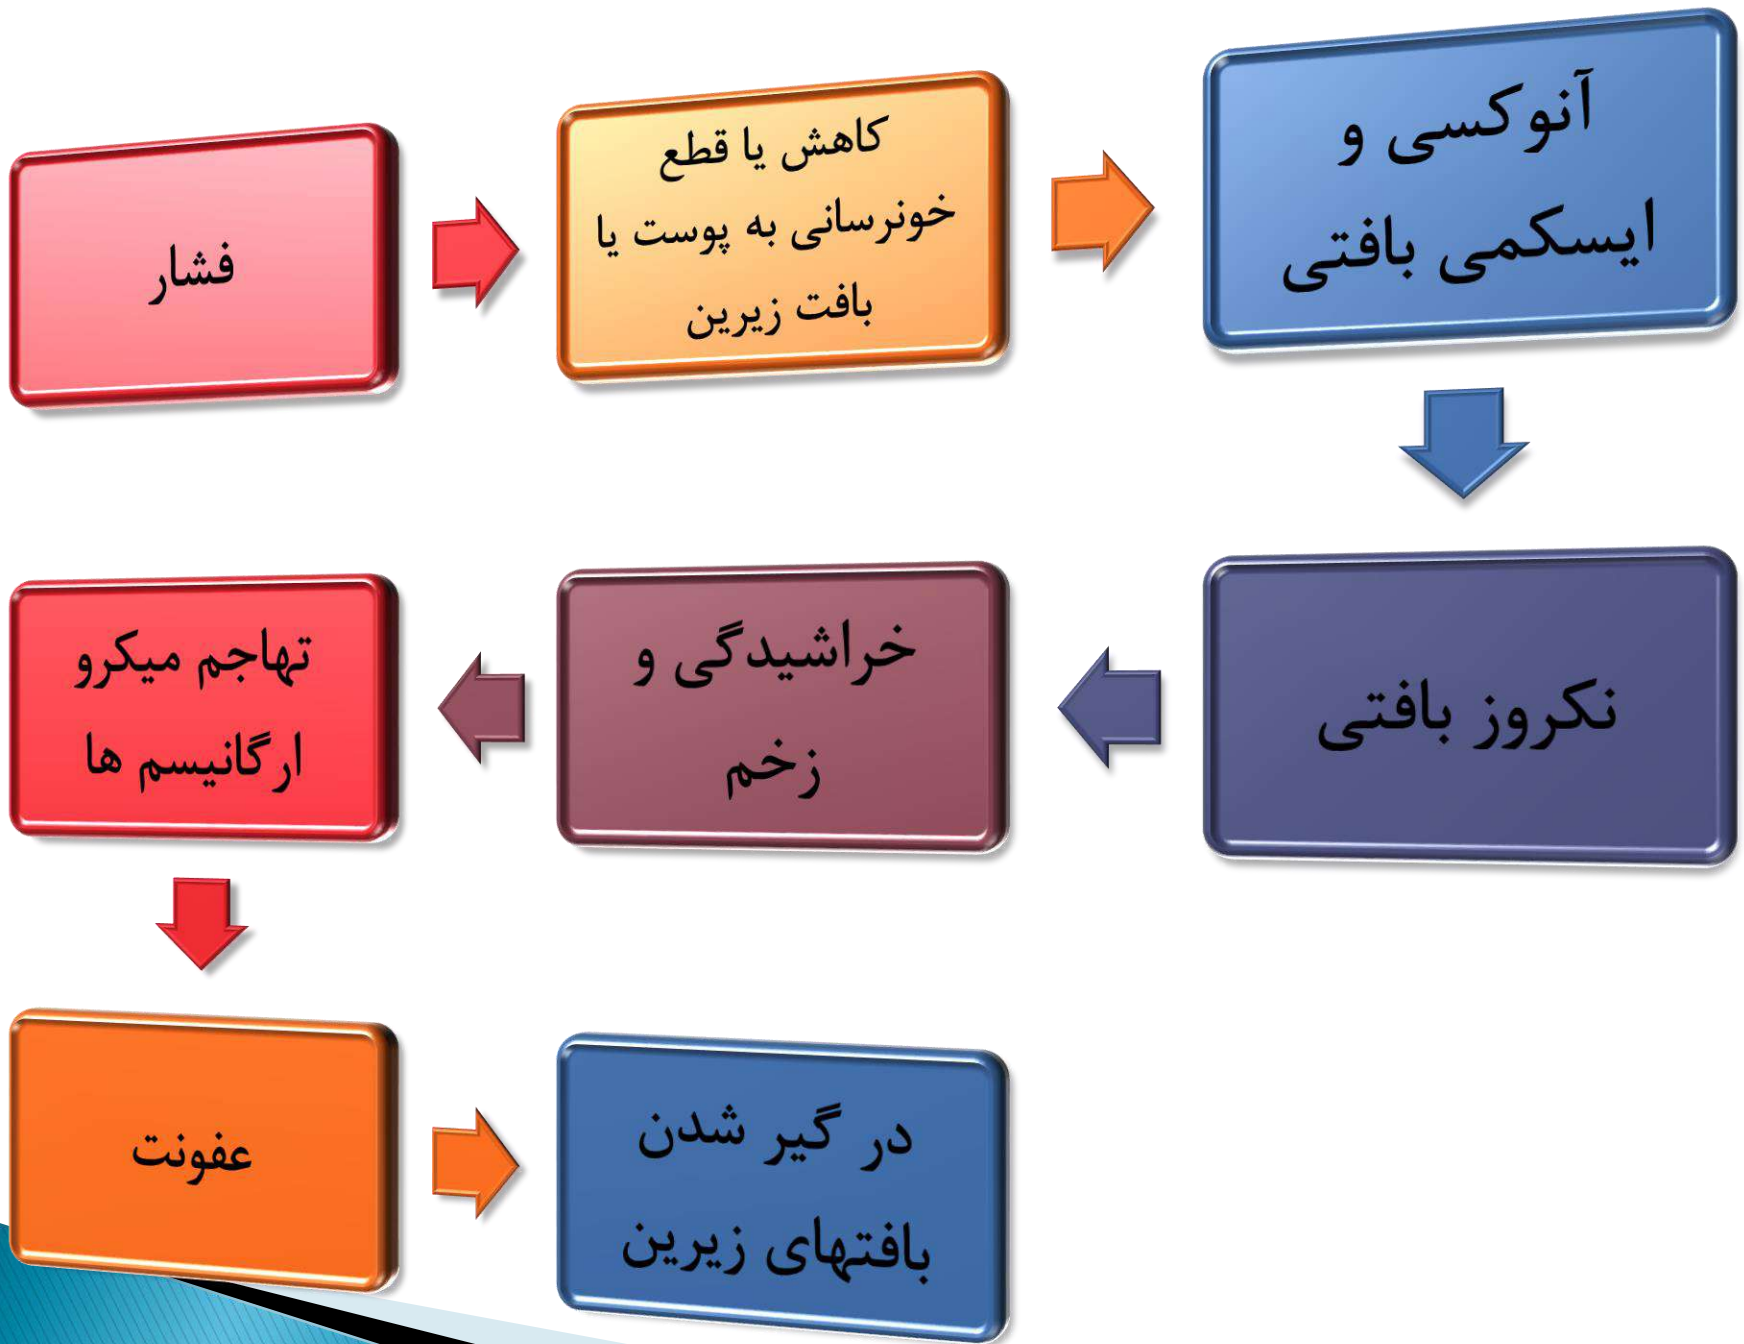 فشار
کاهش یا قطع
خونرسانی به پوست یا
بافت زیرین
آنوکسی و
ایسکمی بافتی
نکروز بافتی
خراشیدگی و
زخم
تهاجم میکرو
ارگانیسم ها
عفونت
در گیر شدن
بافتهای زیرین